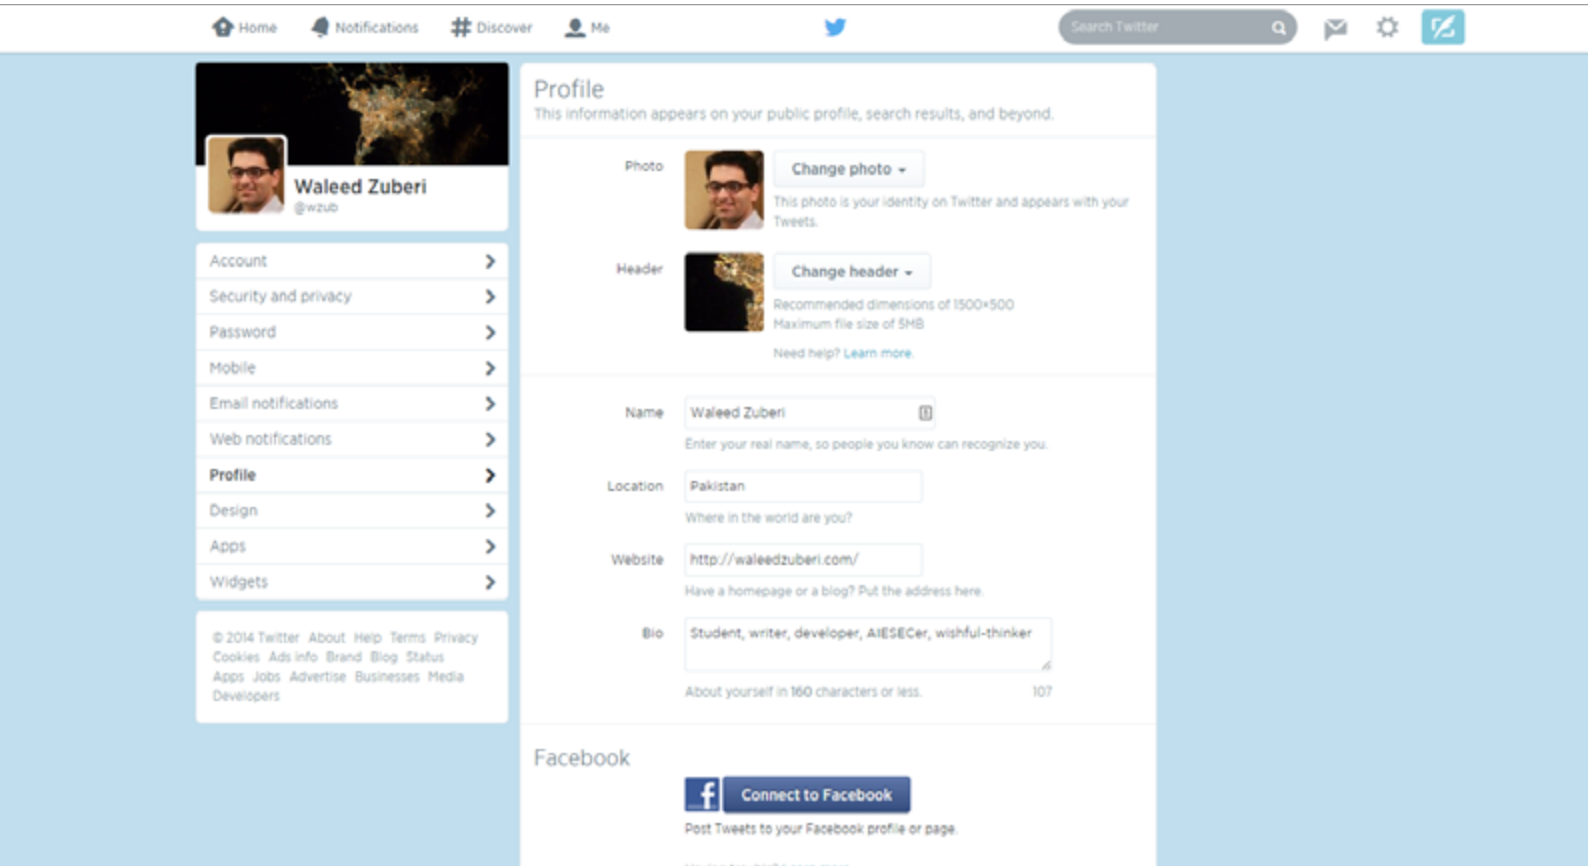 Home Notifications Discover Me Search Twitter
Waleed Zuberi
@wzub
Account
Security and privacy
Password
Mobile
Email notifications
Web notifications
Profile
Design
Apps
Widgets
© 2014 Twitter About Help Terms Privacy
Cookies Ads info Brand Blog Status
Apps Jobs Advertise Businesses Media
Developers
Profile
This information appears on your public profile, search results, and beyond.
Photo
Change photo
This photo is your identity on Twitter and appears with your
Tweets.
Header
Change header
Recommended dimensions of 1500×500
Maximum file size of 5MB
Need help? Learn more.
Name Waleed Zuberi
Enter your real name, so people you know can recognize you.
Location Pakistan
Where in the world are you?
Website http://waleedzuberi.com/
Have a homepage or a blog? Put the address here.
Bio Student, writer, developer, AIESECer, wishful-thinker
About yourself in 160 characters or less. 107
Facebook
f Connect to Facebook
Post Tweets to your Facebook profile or page.